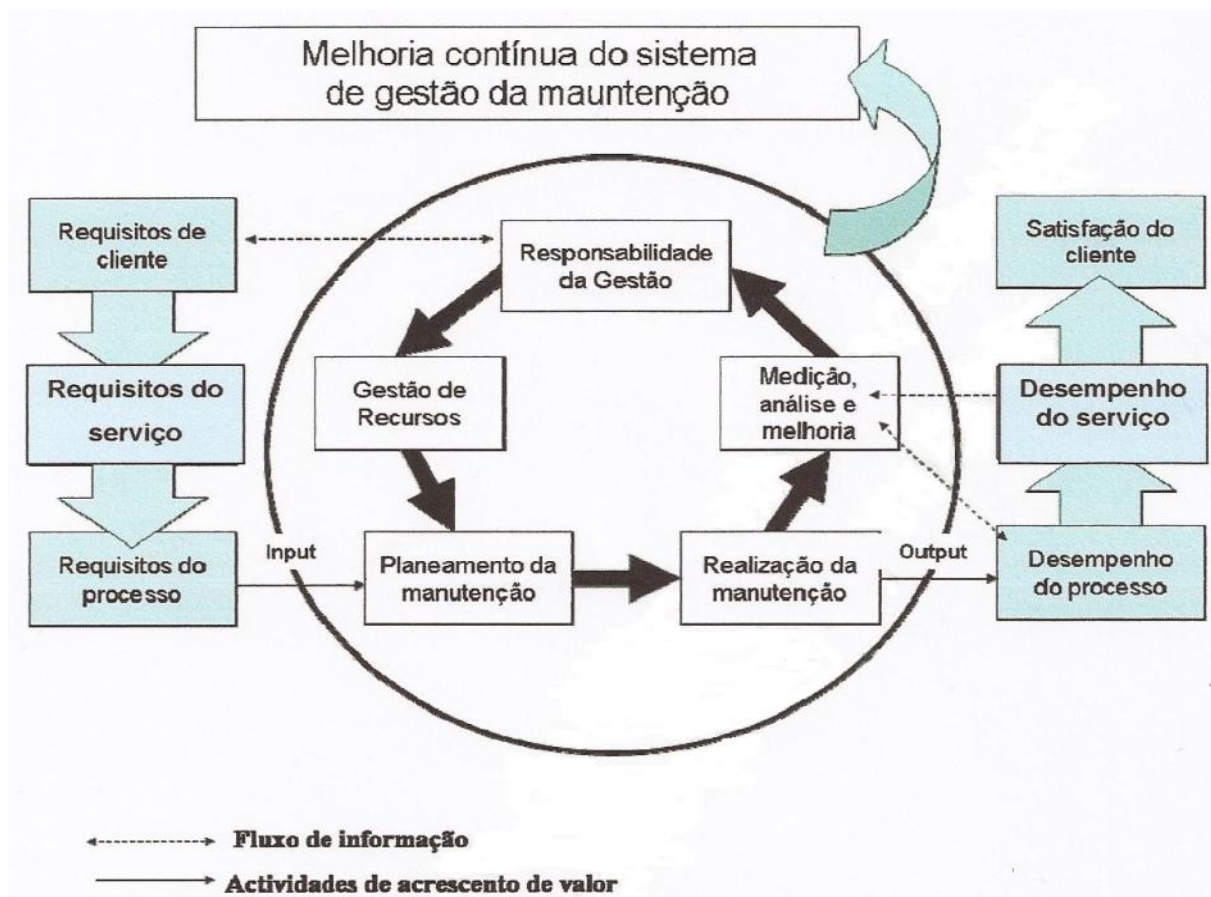 Melhoria contínua do sistema
de gestão da mauntenção
Requisitos de
cliente
Responsabilidade
da Gestão
Satisfação do
cliente
Requisitos do
serviço
Gestão de
Recursos
Medição,
análise e
melhoria
Desempenho
do serviço
Requisitos do
processo
Input
Planeamento da
manutenção
Realização da
manutenção
Output
Desempenho
do processo
Fluxo de informação
Actividades de acrescento de valor